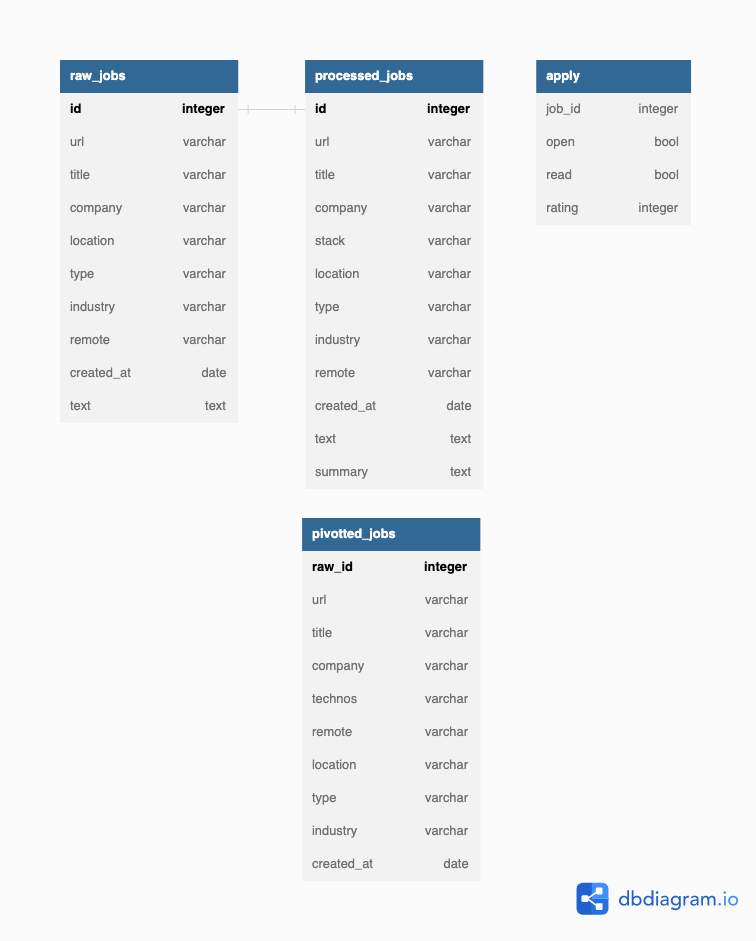 raw_jobs
id integer
url varchar
title varchar
company varchar
location varchar
type varchar
industry varchar
remote varchar
created_at date
text text
processed_jobs
id integer
url varchar
title varchar
company varchar
stack varchar
location varchar
type varchar
industry varchar
remote varchar
created_at date
text text
summary text
apply
job_id integer
open bool
read bool
rating integer
pivotted_jobs
raw_id integer
url varchar
title varchar
company varchar
technos varchar
remote varchar
location varchar
type varchar
industry varchar
created_at date
dbdiagram.io